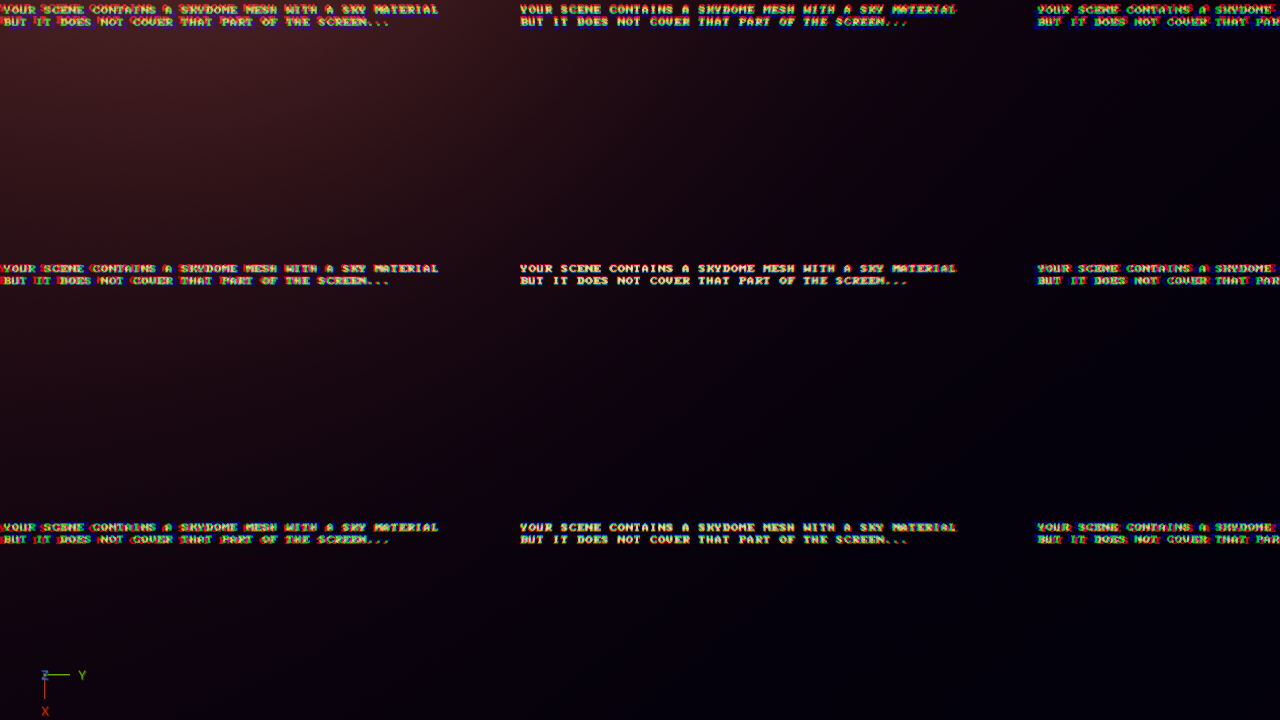 YOUR SCENE CONTAINS A SKYDOME MESH WITH A SKY MATERIAL
BUT IT DOES NOT COVER THAT PART OF THE SCREEN...
YOUR SCENE CONTAINS A SKYDOME MESH WITH A SKY MATERIAL
BUT IT DOES NOT COVER THAT PART OF THE SCREEN...
YOUR SCENE CONTAINS A SKYDOME
BUT IT DOES NOT COVER THAT PAR
YOUR SCENE CONTAINS A SKYDOME MESH WITH A SKY MATERIAL
BUT IT DOES NOT COVER THAT PART OF THE SCREEN...
YOUR SCENE CONTAINS A SKYDOME MESH WITH A SKY MATERIAL
BUT IT DOES NOT COVER THAT PART OF THE SCREEN...
YOUR SCENE CONTAINS A SKYDOME
BUT IT DOES NOT COVER THAT PAR
YOUR SCENE CONTAINS A SKYDOME MESH WITH A SKY MATERIAL
BUT IT DOES NOT COVER THAT PART OF THE SCREEN...
YOUR SCENE CONTAINS A SKYDOME MESH WITH A SKY MATERIAL
BUT IT DOES NOT COVER THAT PART OF THE SCREEN...
YOUR SCENE CONTAINS A SKYDOME
BUT IT DOES NOT COVER THAT PAR
Z Y
X